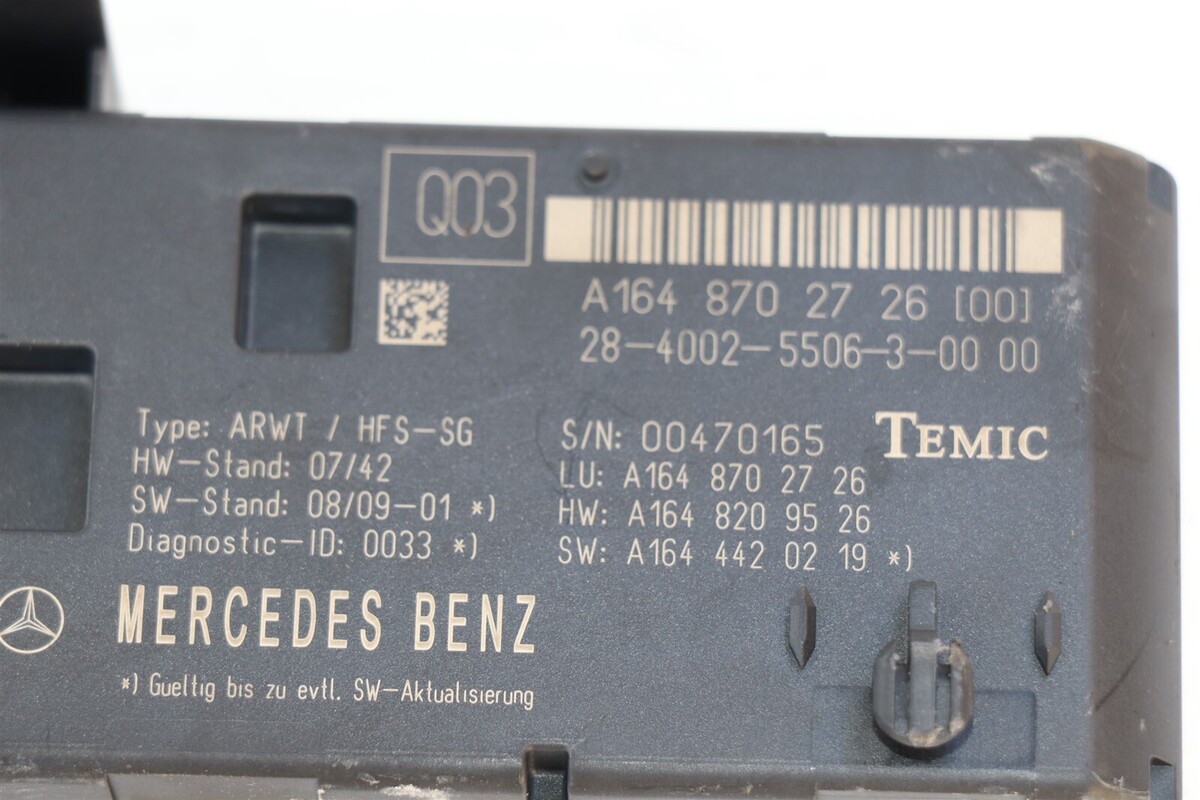 Q03
A164 870 27 26 [00]
28-4002-5506-3-00 00
Type: ARWT / HFS-SG
HW-Stand: 07/42
SW-Stand: 08/09-01 *)
Diagnostic-ID: 0033 *)
S/N: 00470165
LU: A164 870 27 26
HW: A164 820 95 26
SW: A164 442 02 19 *)
TEMIC
MERCEDES BENZ
*) Gueltig bis zu evtl. SW-Aktualisierung